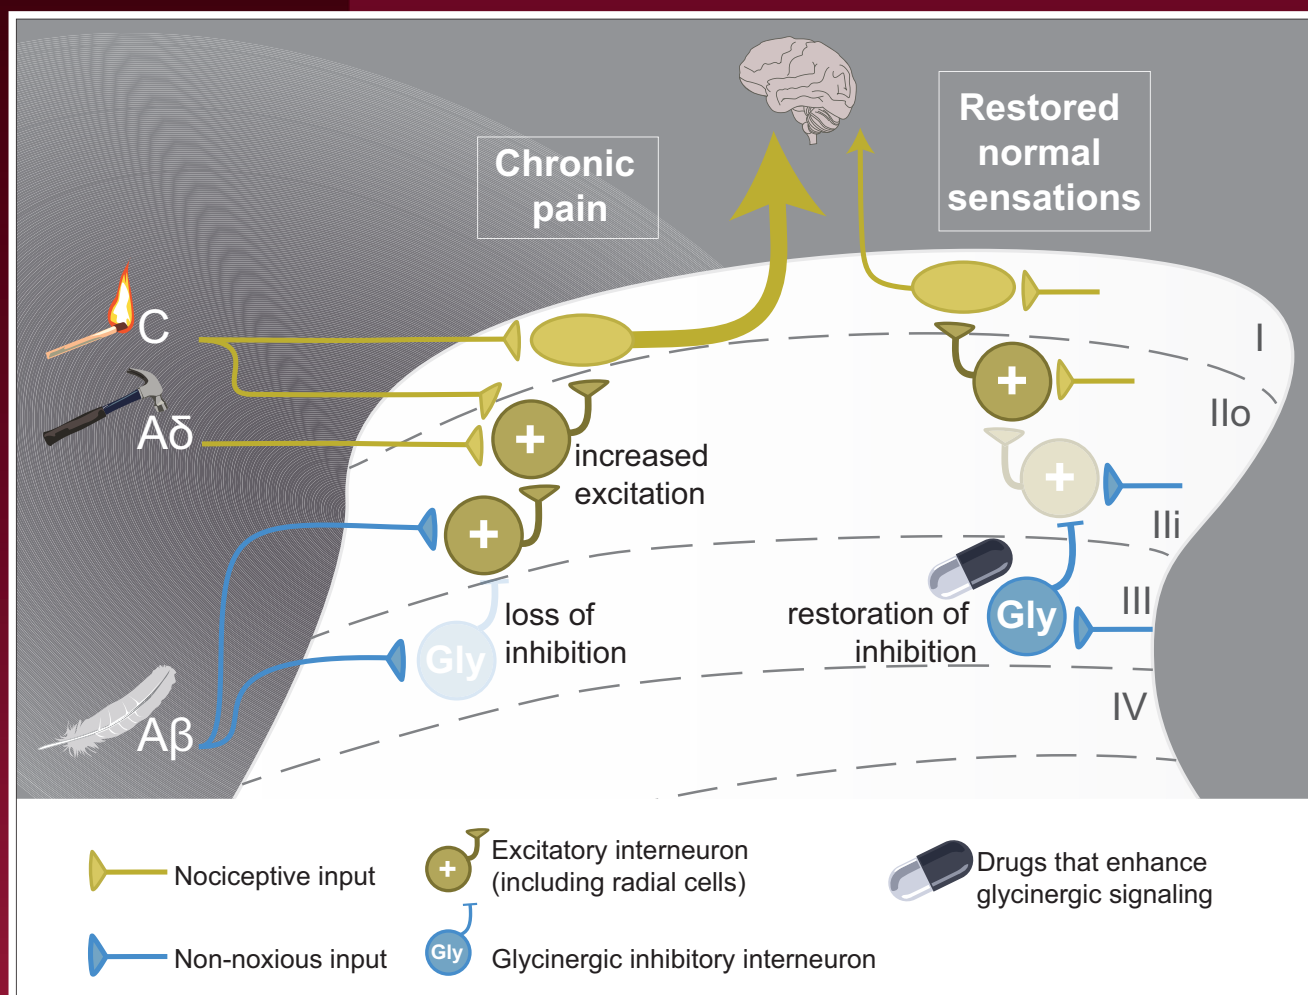 Chronic
pain
Restored
normal
sensations
C
Aδ
Aβ
+
increased
excitation
+
Gly
loss of
inhibition
+
+
Gly
restoration of
inhibition
I
IIo
IIi
III
IV
Nociceptive input
+
Excitatory interneuron
(including radial cells)
Drugs that enhance
glycinergic signaling
Non-noxious input
Gly
Glycinergic inhibitory interneuron